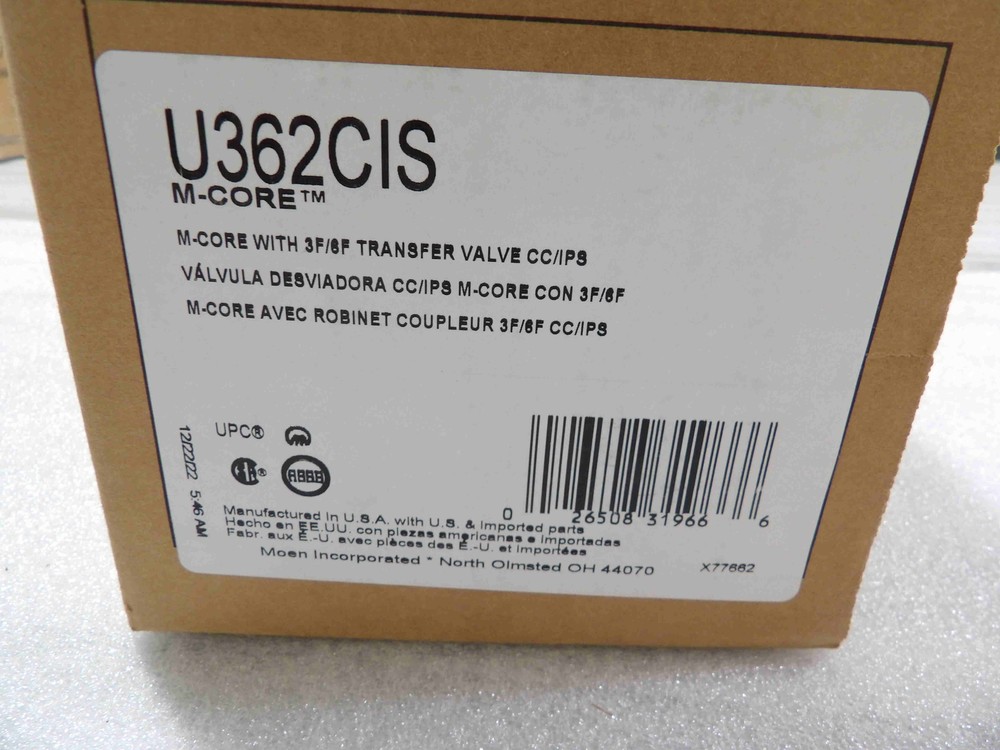 U362CIS
M-CORE™
M-CORE WITH 3F/6F TRANSFER VALVE CC/IPS
VÁLVULA DESVIADORA CC/IPS M-CORE CON 3F/6F
M-CORE AVEC ROBINET COUPLEUR 3F/6F CC/IPS
12/22/22 5:46 AM
UPC®
®
Manufactured in U.S.A. with U.S. & imported parts
Hecho en EE.UU. con piezas americanas e importadas
Fabr. aux É.-U. avec pièces des É.-U. et importées
Moen Incorporated * North Olmsted OH 44070
0 26508 31966 6
X77662